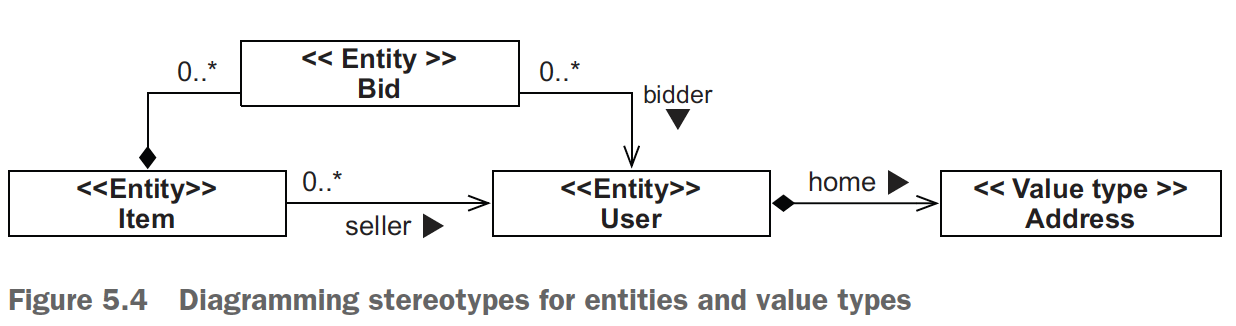 << Entity >>
Bid
0..*
0..*
bidder
<<Entity>>
Item
0..*
seller
<<Entity>>
User
home
<< Value type >>
Address
Figure 5.4 Diagramming stereotypes for entities and value types